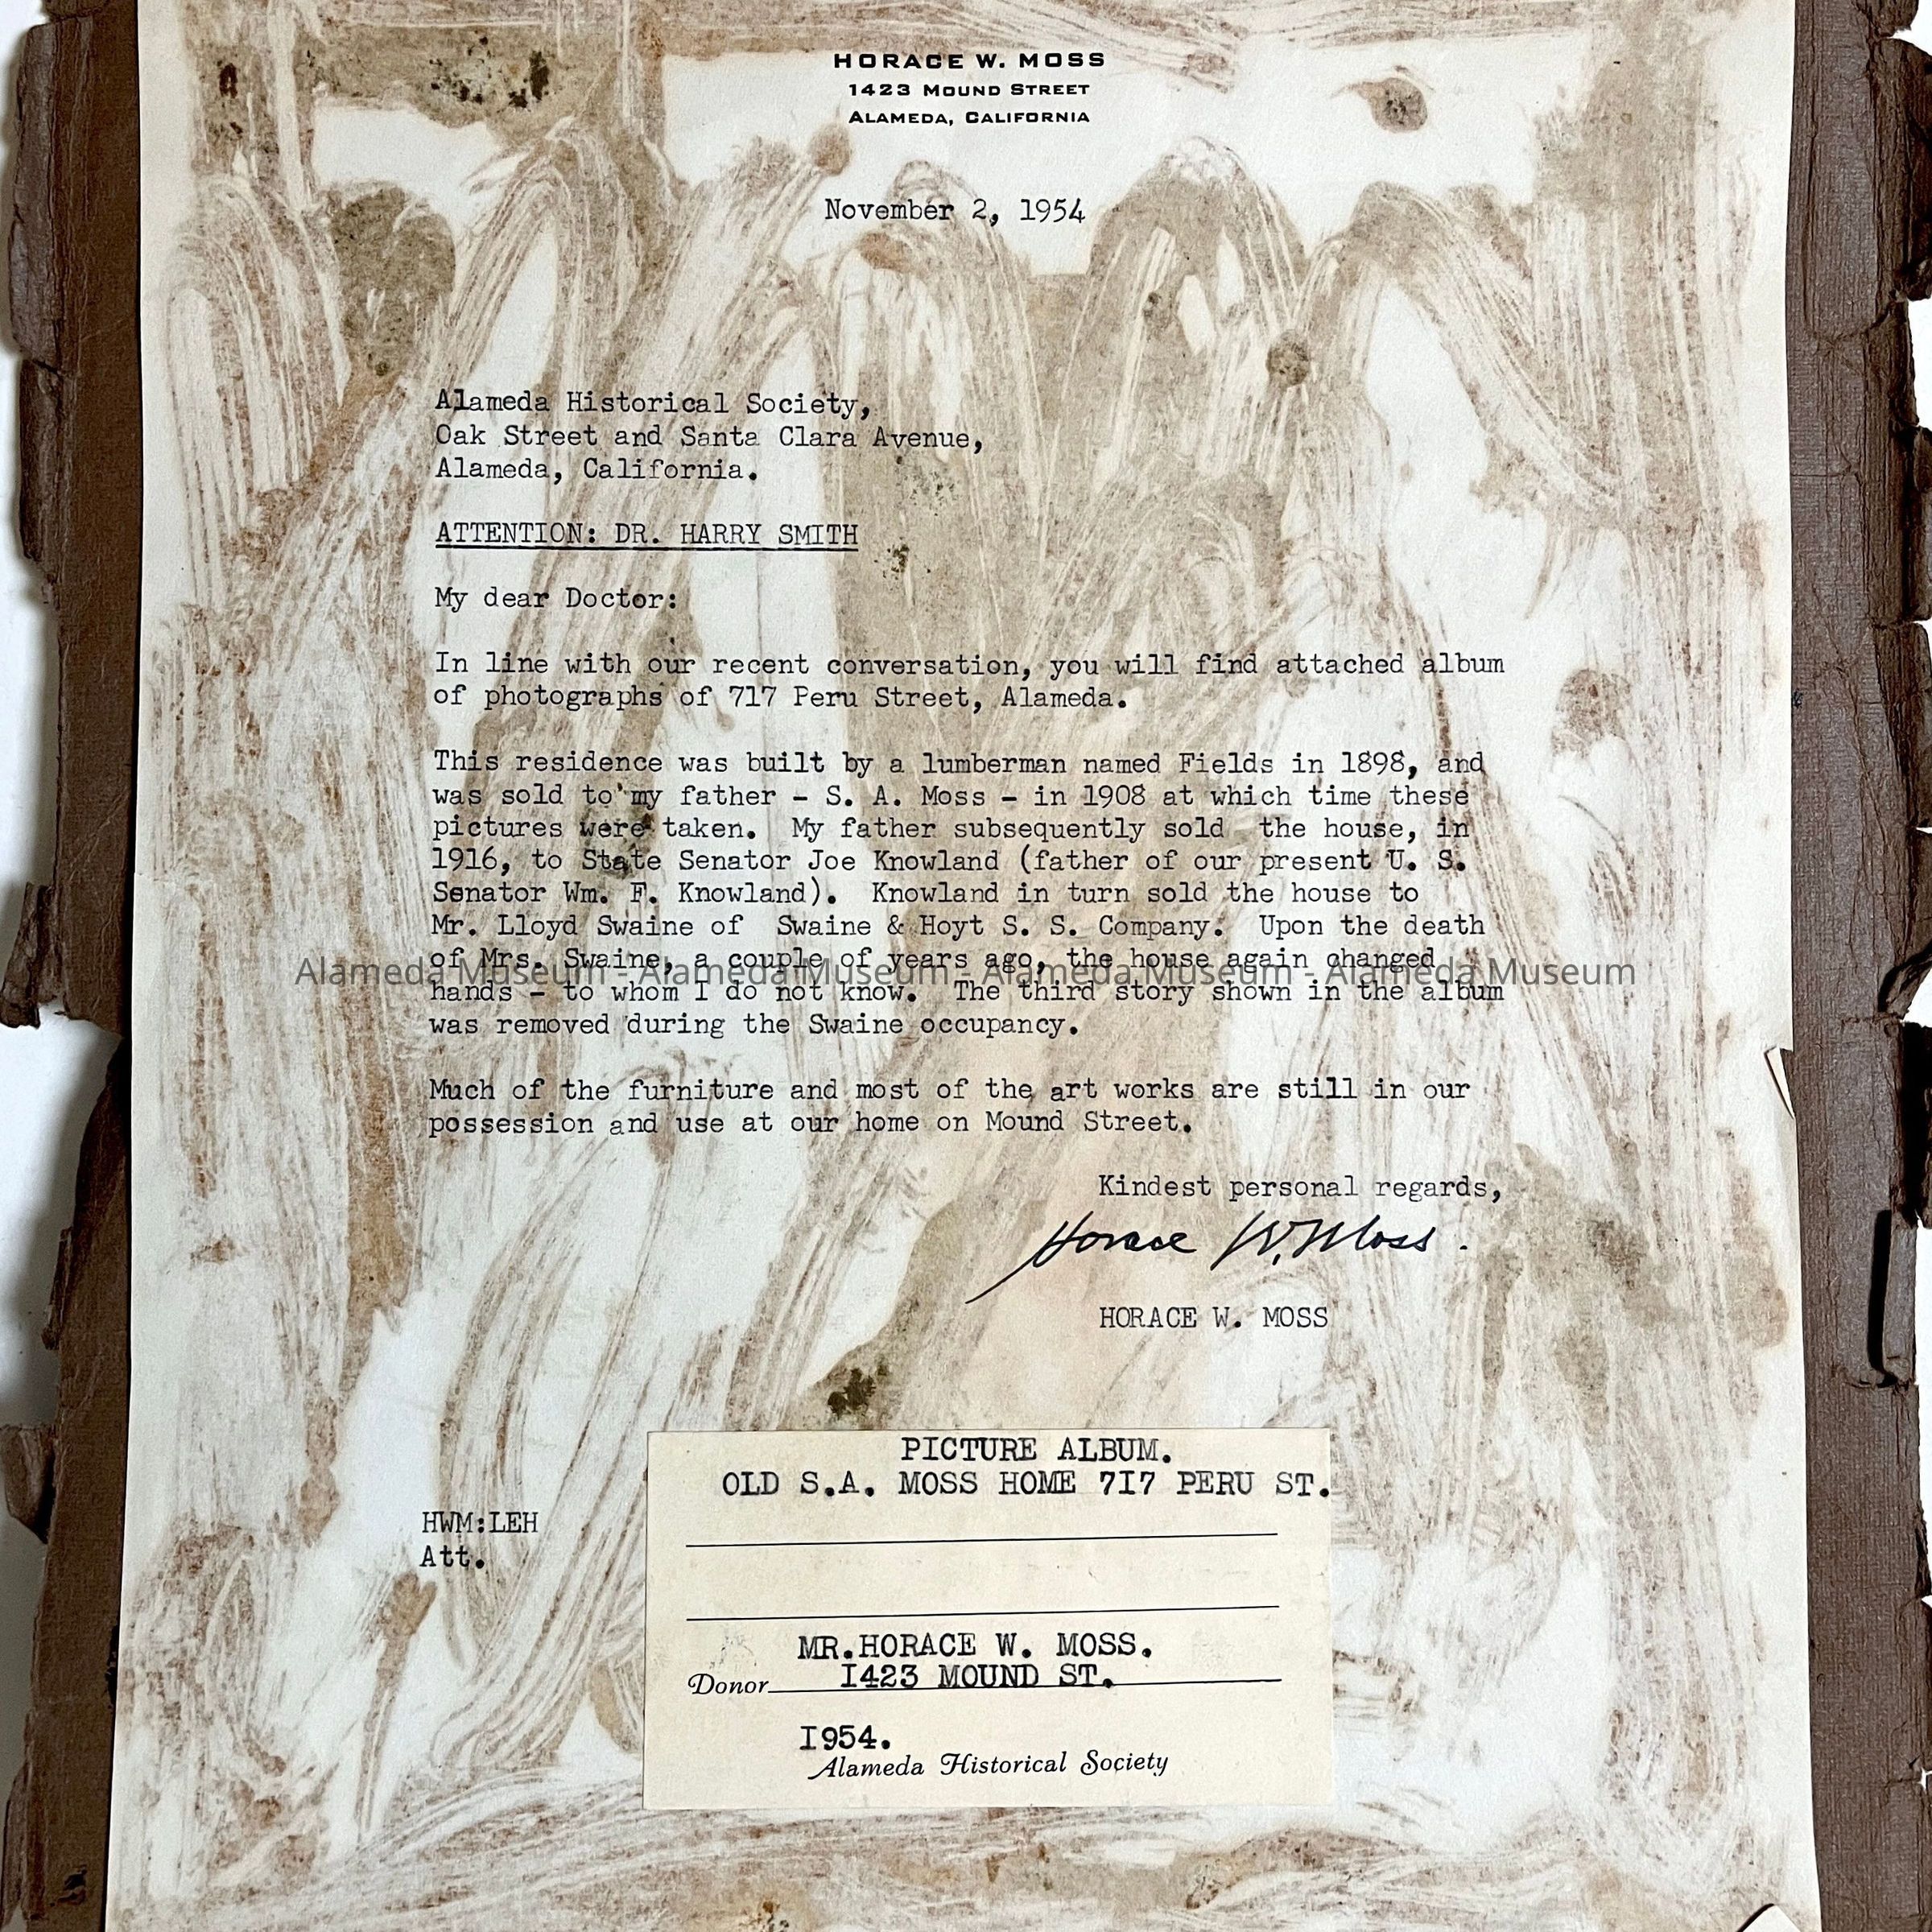 HORACE W. MOSS
1423 MOUND STREET
ALAMEDA, CALIFORNIA
November 2, 1954
Alameda Historical Society,
Oak Street and Santa Clara Avenue,
Alameda, California.
ATTENTION: DR. HARRY SMITH
My dear Doctor:
In line with our recent conversation, you will find attached album
of photographs of 717 Peru Street, Alameda.
This residence was built by a lumberman named Fields in 1898, and
was sold to my father - S. A. Moss - in 1908 at which time these
pictures were taken. My father subsequently sold the house, in
1916, to State Senator Joe Knowland (father of our present U. S.
Senator Wm. F. Knowland). Knowland in turn sold the house to
Mr. Lloyd Swaine of Swaine & Hoyt S. S. Company. Upon the death
of Mrs. Swaine, a couple of years ago, the house again changed
Alameda Museum - Alameda Museum - Alameda Museum - Alameda Museum
hands - to whom I do not know. The third story shown in the album
was removed during the Swaine occupancy.
Much of the furniture and most of the art works are still in our
possession and use at our home on Mound Street.
Kindest personal regards,
Horace W. Moss.
HORACE W. MOSS
HWM:LEH
Att.
PICTURE ALBUM.
OLD S.A. MOSS HOME 7I7 PERU ST.
MR.HORACE W. MOSS.
Donor I423 MOUND ST.
I954.
Alameda Historical Society